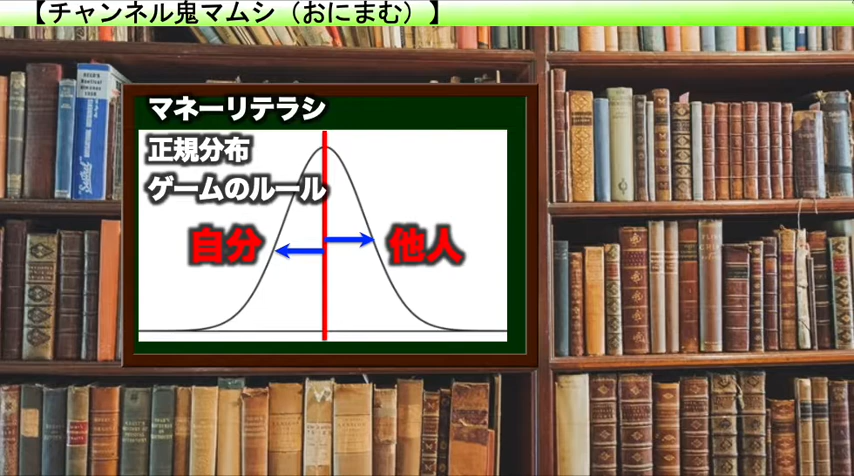 【チャンネル鬼マムシ（おにまむ）】
マネーリテラシ
正規分布
ゲームのルール
自分
他人